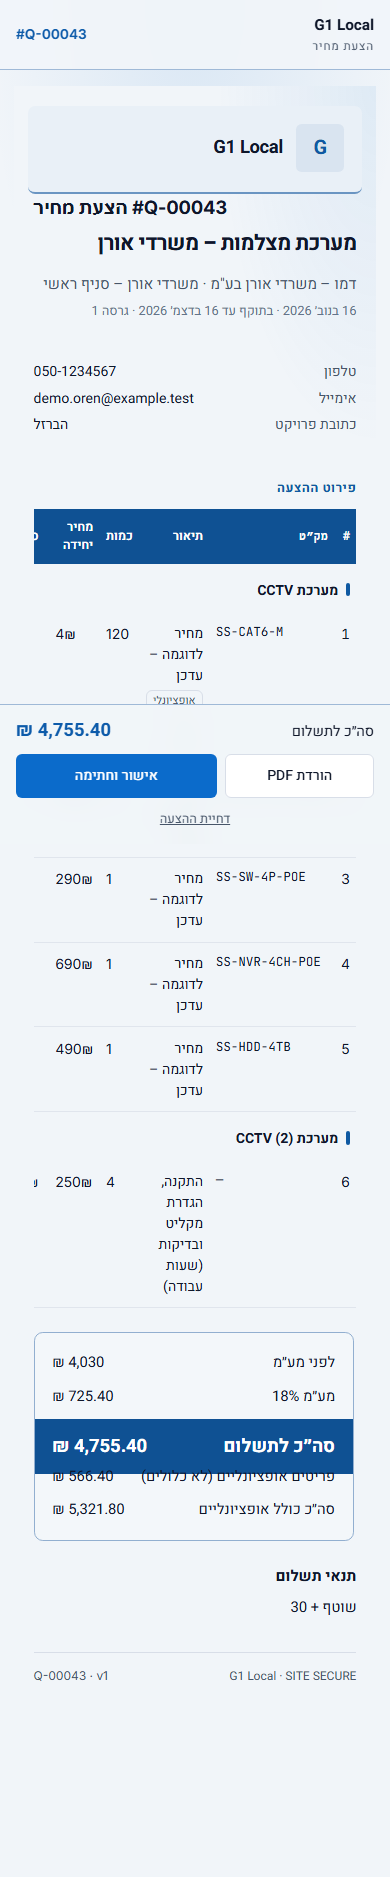 G1 Local
הצעת מחיר
#Q-00043
G
G1 Local
הצעת מחיר #Q-00043
מערכת מצלמות – משרדי אורן
דמו – משרדי אורן בע"מ · משרדי אורן – סניף ראשי
16 בנוב׳ 2026 · בתוקף עד 16 בדצמ׳ 2026 · גרסה 1
טלפון 050-1234567
אימייל demo.oren@example.test
כתובת פרויקט הברזל
פירוט ההצעה
# מק״ט תיאור כמות מחיר יחידה
מערכת CCTV
1 SS-CAT6-M מחיר 120 4₪
לדוגמה –
עדכן
אופציונלי
סה״כ לתשלום 4,755.40 ₪
הורדת PDF
אישור וחתימה
דחיית ההצעה
3 SS-SW-4P-POE מחיר 1 290₪
לדוגמה –
עדכן
4 SS-NVR-4CH-POE מחיר 1 690₪
לדוגמה –
עדכן
5 SS-HDD-4TB מחיר 1 490₪
לדוגמה –
עדכן
מערכת CCTV (2)
6 – התקנה, 4 250₪
הגדרת
מקליט
ובדיקות
(שעות
עבודה)
לפני מע״מ 4,030 ₪
מע״מ 18% 725.40 ₪
סה״כ לתשלום 4,755.40 ₪
פריטים אופציונליים (לא כלולים) 566.40 ₪
סה״כ כולל אופציונליים 5,321.80 ₪
תנאי תשלום
שוטף + 30
G1 Local · SITE SECURE
Q-00043 · v1